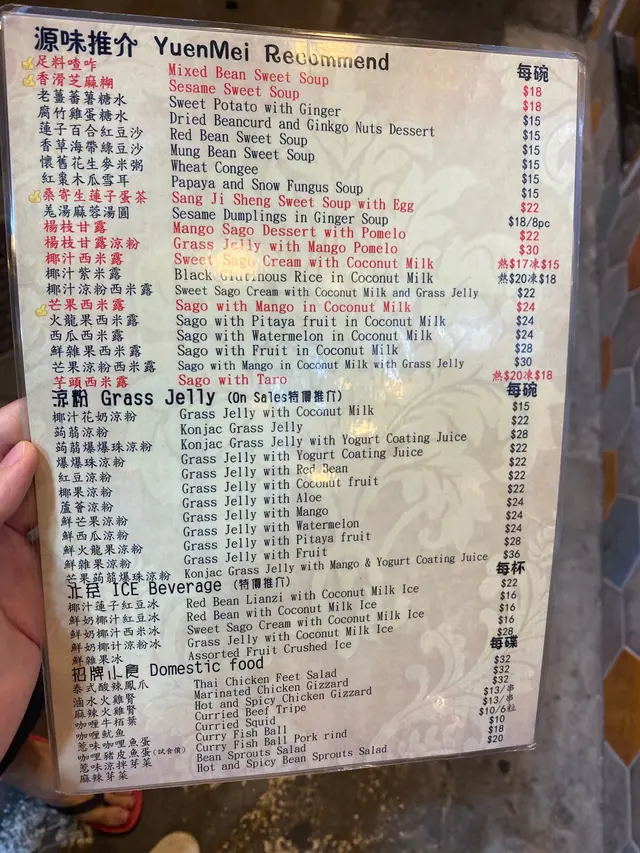 源味推介 YuenMei Recommend 每碗
足料喳咋 Mixed Bean Sweet Soup $18
香滑芝麻糊 Sesame Sweet Soup $18
老薑蕃薯糖水 Sweet Potato with Ginger $15
腐竹雞蛋糖水 Dried Beancurd and Ginkgo Nuts Dessert $15
蓮子百合紅豆沙 Red Bean Sweet Soup $15
香草海帶綠豆沙 Mung Bean Sweet Soup $15
懷舊花生麥米粥 Wheat Congee $15
紅棗木瓜雪耳 Papaya and Snow Fungus Soup $15
桑寄生蓮子蛋茶 Sang Ji Sheng Sweet Soup with Egg $22
羌湯麻蓉湯圓 Sesame Dumplings in Ginger Soup $18/8pc
楊枝甘露 Mango Sago Dessert with Pomelo $22
楊枝甘露涼粉 Grass Jelly with Mango Pomelo $30
椰汁西米露 Sweet Sago Cream with Coconut Milk 熱$17凍$15
椰汁紫米露 Black Glutinous Rice in Coconut Milk 熱$20凍$18
椰汁涼粉西米露 Sweet Sago Cream with Coconut Milk and Grass Jelly $22
芒果西米露 Sago with Mango in Coconut Milk $24
火龍果西米露 Sago with Pitaya fruit in Coconut Milk $24
西瓜西米露 Sago with Watermelon in Coconut Milk $24
鮮雜果西米露 Sago with Fruit in Coconut Milk $28
芒果涼粉西米露 Sago with Mango in Coconut Milk with Grass Jelly $30
芋頭西米露 Sago with Taro 熱$20凍$18
涼粉 Grass Jelly (On Sales特價推介) 每碗
椰汁花奶涼粉 Grass Jelly with Coconut Milk $15
蒟蒻涼粉 Konjac Grass Jelly $22
蒟蒻爆爆珠涼粉 Konjac Grass Jelly with Yogurt Coating Juice $28
爆爆珠涼粉 Grass Jelly with Yogurt Coating Juice $22
紅豆涼粉 Grass Jelly with Red Bean $22
椰果涼粉 Grass Jelly with Coconut fruit $22
蘆薈涼粉 Grass Jelly with Aloe $22
鮮芒果涼粉 Grass Jelly with Mango $24
鮮西瓜涼粉 Grass Jelly with Watermelon $24
鮮火龍果涼粉 Grass Jelly with Pitaya fruit $24
鮮雜果涼粉 Grass Jelly with Fruit $28
芒果蒟蒻爆珠涼粉 Konjac Grass Jelly with Mango & Yogurt Coating Juice $36
冰品 ICE Beverage (特價推介) 每杯
椰汁蓮子紅豆冰 Red Bean Lianzi with Coconut Milk Ice $22
鮮奶椰汁紅豆冰 Red Bean with Coconut Milk Ice $16
鮮奶椰汁西米冰 Sweet Sago Cream with Coconut Milk Ice $16
鮮奶椰汁涼粉冰 Grass Jelly with Coconut Milk Ice $16
鮮雜果冰 Assorted Fruit Crushed Ice $28
招牌小食 Domestic food 每碟
泰式酸辣鳳爪 Thai Chicken Feet Salad $32
滷水火雞腎 Marinated Chicken Gizzard $32
麻辣火雞腎 Hot and Spicy Chicken Gizzard $32
咖喱牛栢葉 Curried Beef Tripe $13/串
咖喱魷魚 Curried Squid $13/串
惹味咖喱魚蛋 Curry Fish Ball $10/6粒
咖喱豬皮魚蛋(試食價) Curry Fish Ball Pork rind $10
惹味涼拌芽菜 Bean Sprouts Salad $18
麻辣芽菜 Hot and Spicy Bean Sprouts Salad $20